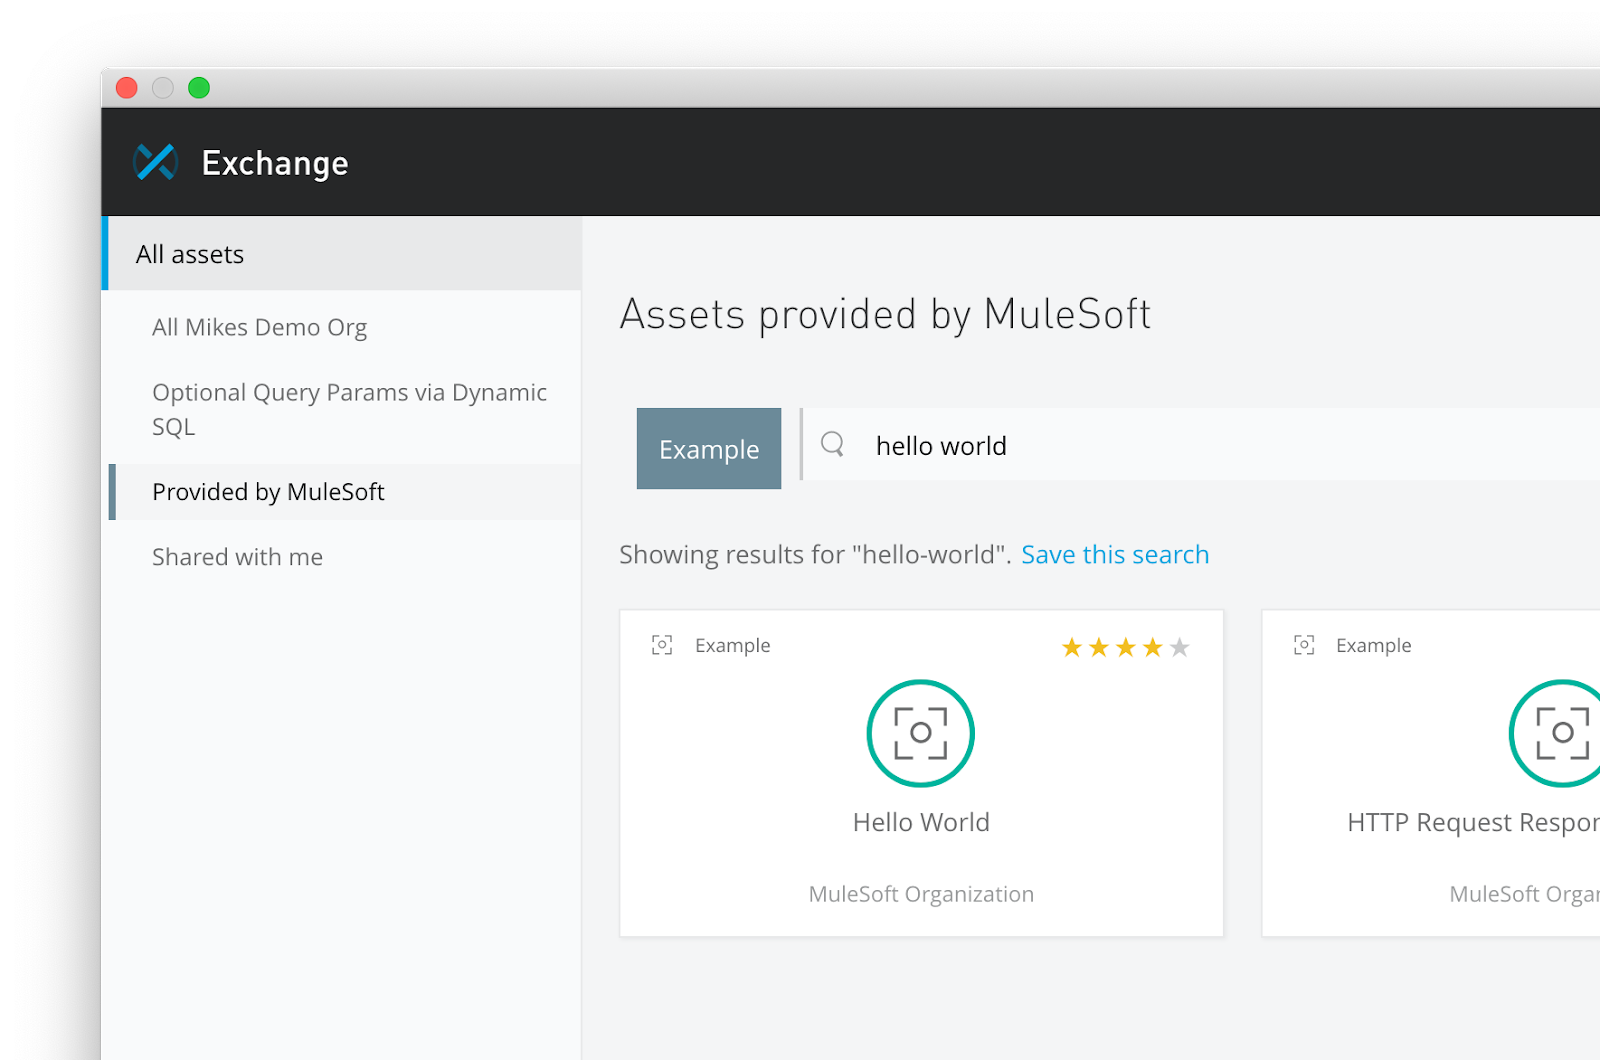 Exchange
All assets
All Mikes Demo Org
Optional Query Params via Dynamic
SQL
Provided by MuleSoft
Shared with me
Assets provided by MuleSoft
Example
hello world
Showing results for "hello-world". Save this search
Example
Hello World
MuleSoft Organization
Example
HTTP Request Respon
MuleSoft Organ